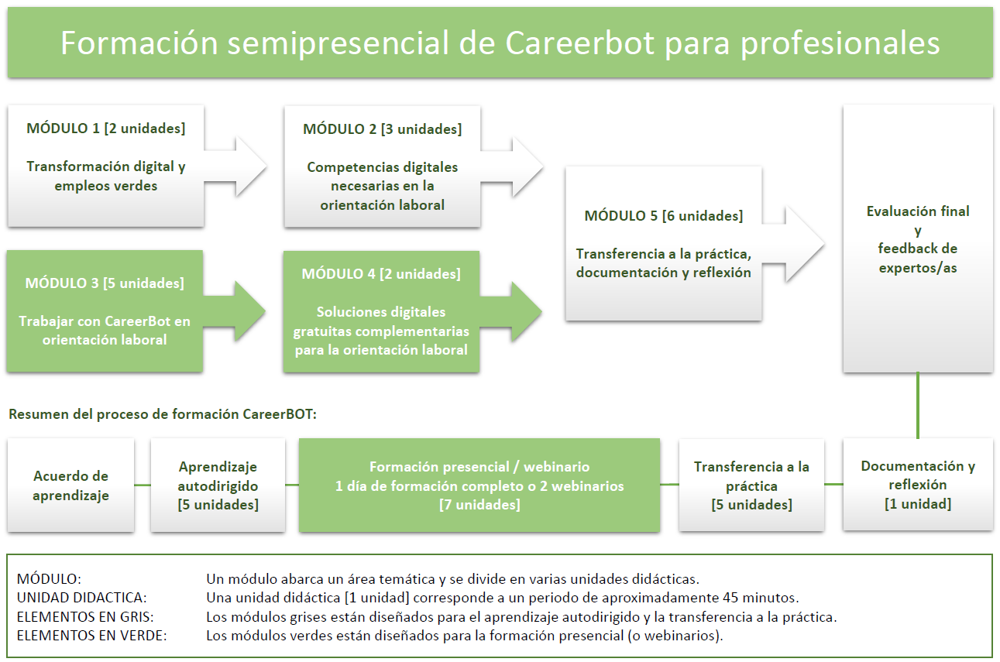 Formación semipresencial de Careerbot para profesionales
MÓDULO 1 [2 unidades]
Transformación digital y
empleos verdes
MÓDULO 2 [3 unidades]
Competencias digitales
necesarias en la
orientación laboral
MÓDULO 3 [5 unidades]
Trabajar con CareerBot en
orientación laboral
MÓDULO 4 [2 unidades]
Soluciones digitales
gratuitas complementarias
para la orientación laboral
MÓDULO 5 [6 unidades]
Transferencia a la práctica,
documentación y reflexión
Evaluación final
y
feedback de
expertos/as
Resumen del proceso de formación CareerBOT:
Acuerdo de
aprendizaje
Aprendizaje
autodirigido
[5 unidades]
Formación presencial / webinario
1 día de formación completo o 2 webinarios
[7 unidades]
Transferencia a la
práctica
[5 unidades]
Documentación y
reflexión
[1 unidad]
MÓDULO: Un módulo abarca un área temática y se divide en varias unidades didácticas.
UNIDAD DIDACTICA: Una unidad didáctica [1 unidad] corresponde a un periodo de aproximadamente 45 minutos.
ELEMENTOS EN GRIS: Los módulos grises están diseñados para el aprendizaje autodirigido y la transferencia a la práctica.
ELEMENTOS EN VERDE: Los módulos verdes están diseñados para la formación presencial (o webinarios).